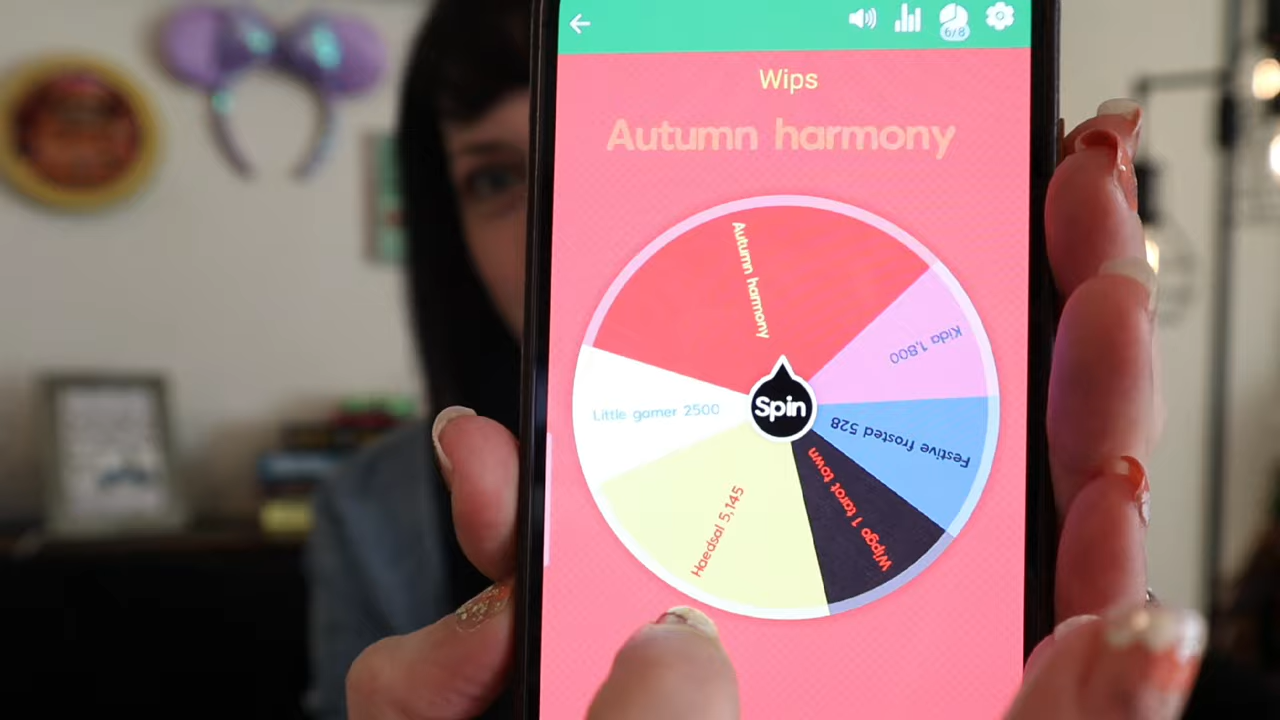 6/8
Wips
Autumn harmony
Autumn harmony
Kida 1,800
Festive frosted 528
Wipgo 1 tarot town
Haedsal 5,145
Little gamer 2500
Spin